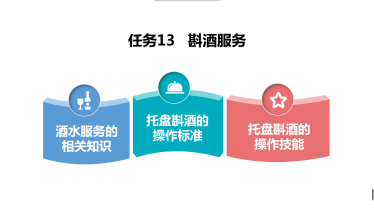 任务13 斟酒服务
酒水服务的
相关知识
托盘斟酒的
操作标准
托盘斟酒的
操作技能